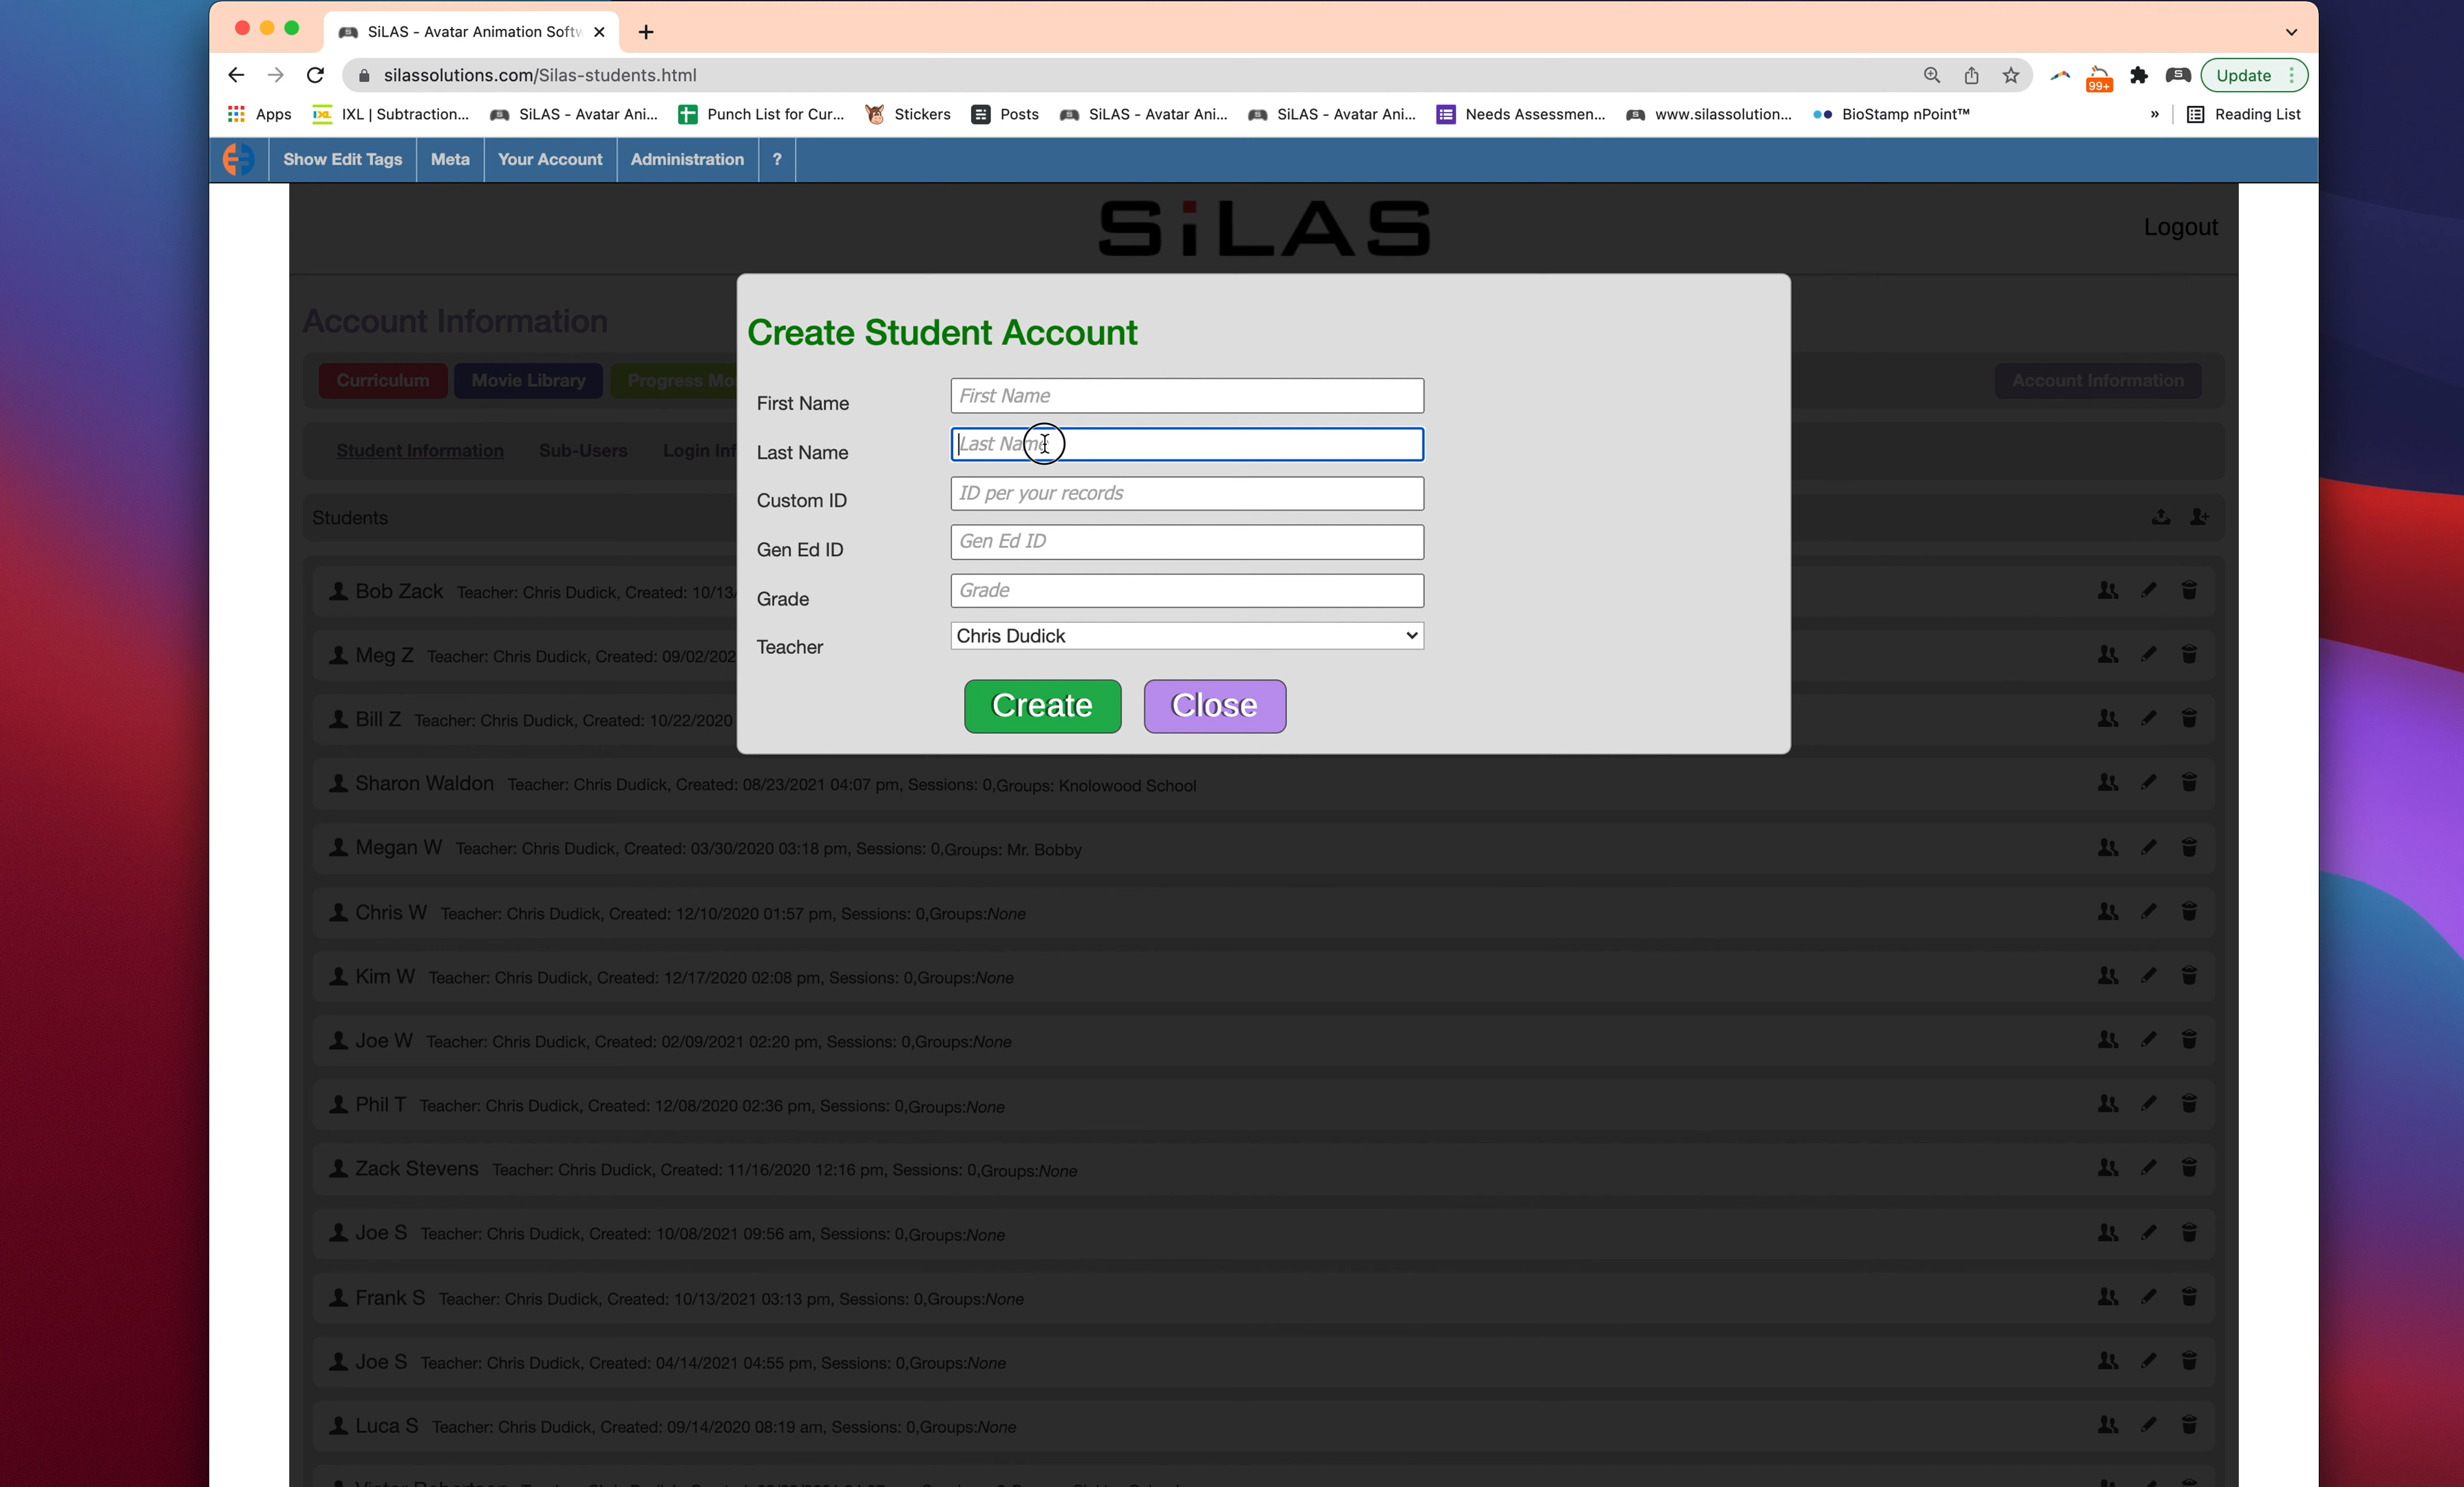 SiLAS - Avatar Animation Softw
silassolutions.com/Silas-students.html
99+
Update
Apps
IXL | Subtraction...
SiLAS - Avatar Ani...
Punch List for Cur...
Stickers
Posts
SiLAS - Avatar Ani...
SiLAS - Avatar Ani...
Needs Assessmen...
www.silassolution...
BioStamp nPoint™
»
Reading List
Show Edit Tags
Meta
Your Account
Administration
?
SiLAS
Logout
Account Information
Curriculum
Movie Library
Progress Mo
Account Information
Student Information
Sub-Users
Login Inf
Students
Create Student Account
First Name
First Name
Last Name
Last Name
Custom ID
ID per your records
Gen Ed ID
Gen Ed ID
Grade
Grade
Teacher
Chris Dudick
Create
Close
Bob Zack Teacher: Chris Dudick, Created: 10/13/
Meg Z Teacher: Chris Dudick, Created: 09/02/202
Bill Z Teacher: Chris Dudick, Created: 10/22/2020
Sharon Waldon Teacher: Chris Dudick, Created: 08/23/2021 04:07 pm, Sessions: 0,Groups: Knolowood School
Megan W Teacher: Chris Dudick, Created: 03/30/2020 03:18 pm, Sessions: 0,Groups: Mr. Bobby
Chris W Teacher: Chris Dudick, Created: 12/10/2020 01:57 pm, Sessions: 0,Groups:None
Kim W Teacher: Chris Dudick, Created: 12/17/2020 02:08 pm, Sessions: 0,Groups:None
Joe W Teacher: Chris Dudick, Created: 02/09/2021 02:20 pm, Sessions: 0,Groups:None
Phil T Teacher: Chris Dudick, Created: 12/08/2020 02:36 pm, Sessions: 0,Groups:None
Zack Stevens Teacher: Chris Dudick, Created: 11/16/2020 12:16 pm, Sessions: 0,Groups:None
Joe S Teacher: Chris Dudick, Created: 10/08/2021 09:56 am, Sessions: 0,Groups:None
Frank S Teacher: Chris Dudick, Created: 10/13/2021 03:13 pm, Sessions: 0,Groups:None
Joe S Teacher: Chris Dudick, Created: 04/14/2021 04:55 pm, Sessions: 0,Groups:None
Luca S Teacher: Chris Dudick, Created: 09/14/2020 08:19 am, Sessions: 0,Groups:None